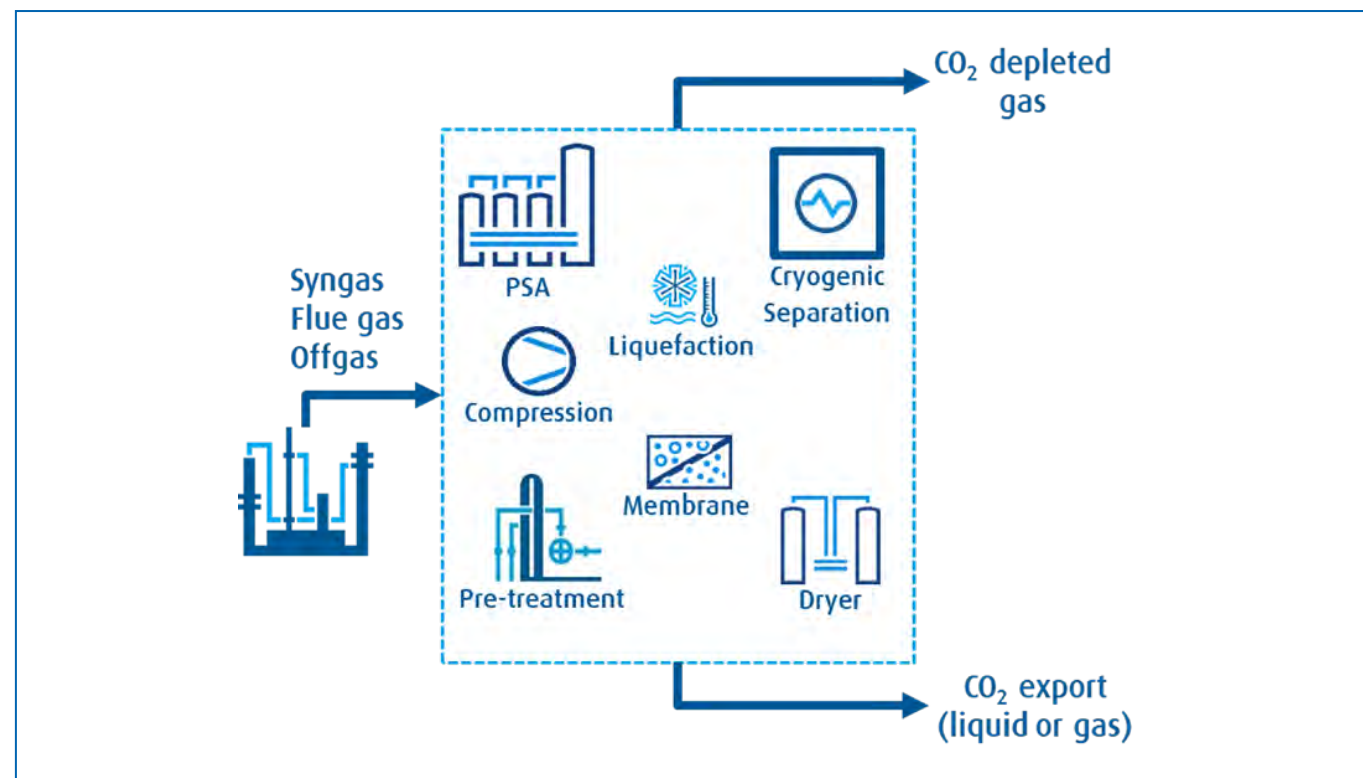 CO₂ depleted
gas
PSA
Cryogenic
Separation
Liquefaction
Syngas
Flue gas
Offgas
Compression
Membrane
Pre-treatment
Dryer
CO₂ export
(liquid or gas)